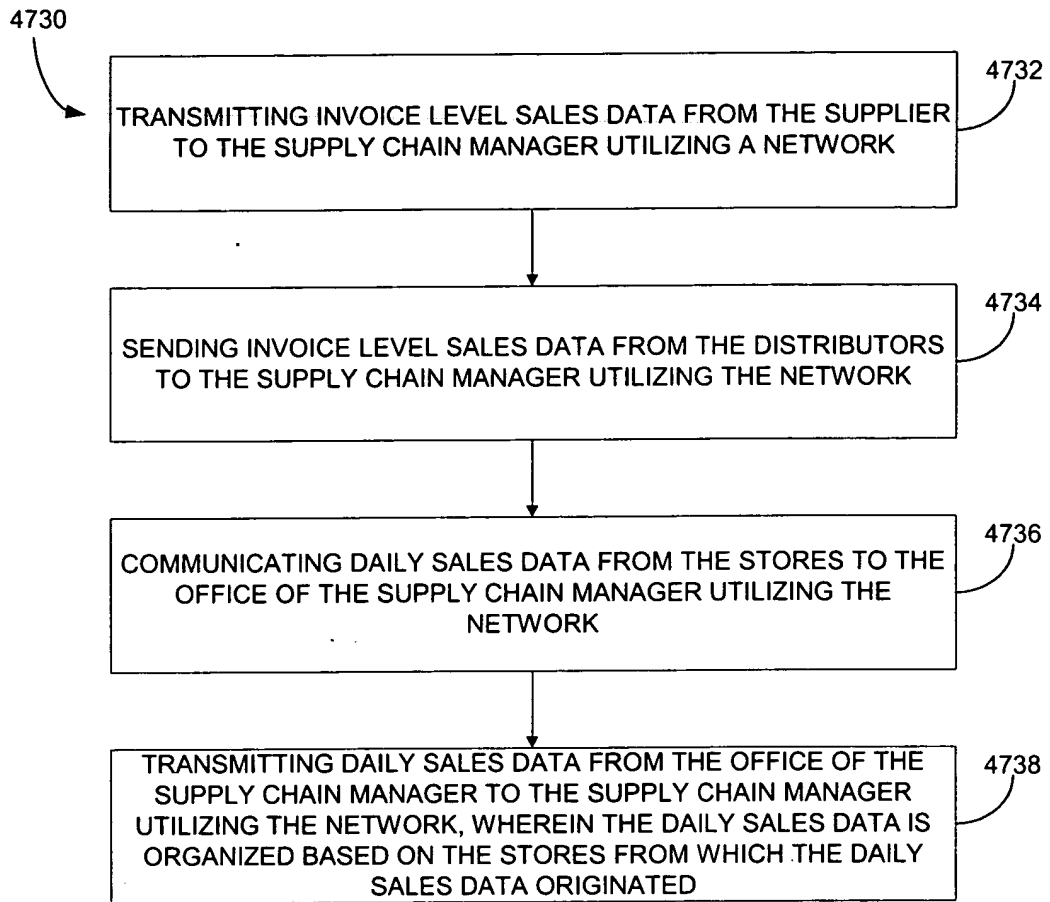 4730
4732
TRANSMITTING INVOICE LEVEL SALES DATA FROM THE SUPPLIER
TO THE SUPPLY CHAIN MANAGER UTILIZING A NETWORK
4734
SENDING INVOICE LEVEL SALES DATA FROM THE DISTRIBUTORS
TO THE SUPPLY CHAIN MANAGER UTILIZING THE NETWORK
4736
COMMUNICATING DAILY SALES DATA FROM THE STORES TO THE
OFFICE OF THE SUPPLY CHAIN MANAGER UTILIZING THE
NETWORK
4738
TRANSMITTING DAILY SALES DATA FROM THE OFFICE OF THE
SUPPLY CHAIN MANAGER TO THE SUPPLY CHAIN MANAGER
UTILIZING THE NETWORK, WHEREIN THE DAILY SALES DATA IS
ORGANIZED BASED ON THE STORES FROM WHICH THE DAILY
SALES DATA ORIGINATED